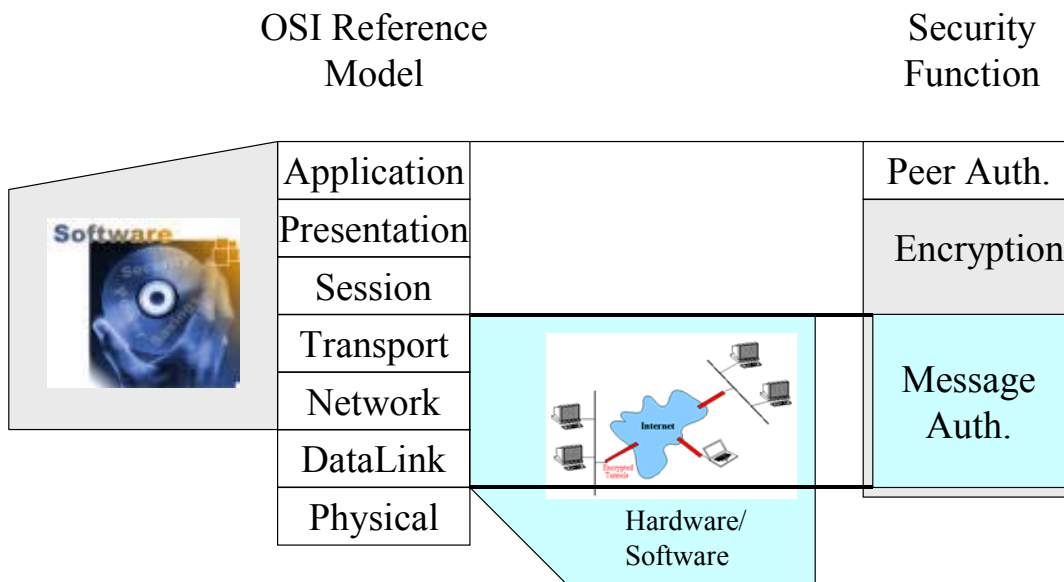 OSI Reference
Model
Security
Function
Application
Presentation
Session
Transport
Network
DataLink
Physical
Peer Auth.
Encryption
Message
Auth.
Software
Security
Internet
Encrypted
Tunnels
Hardware/
Software